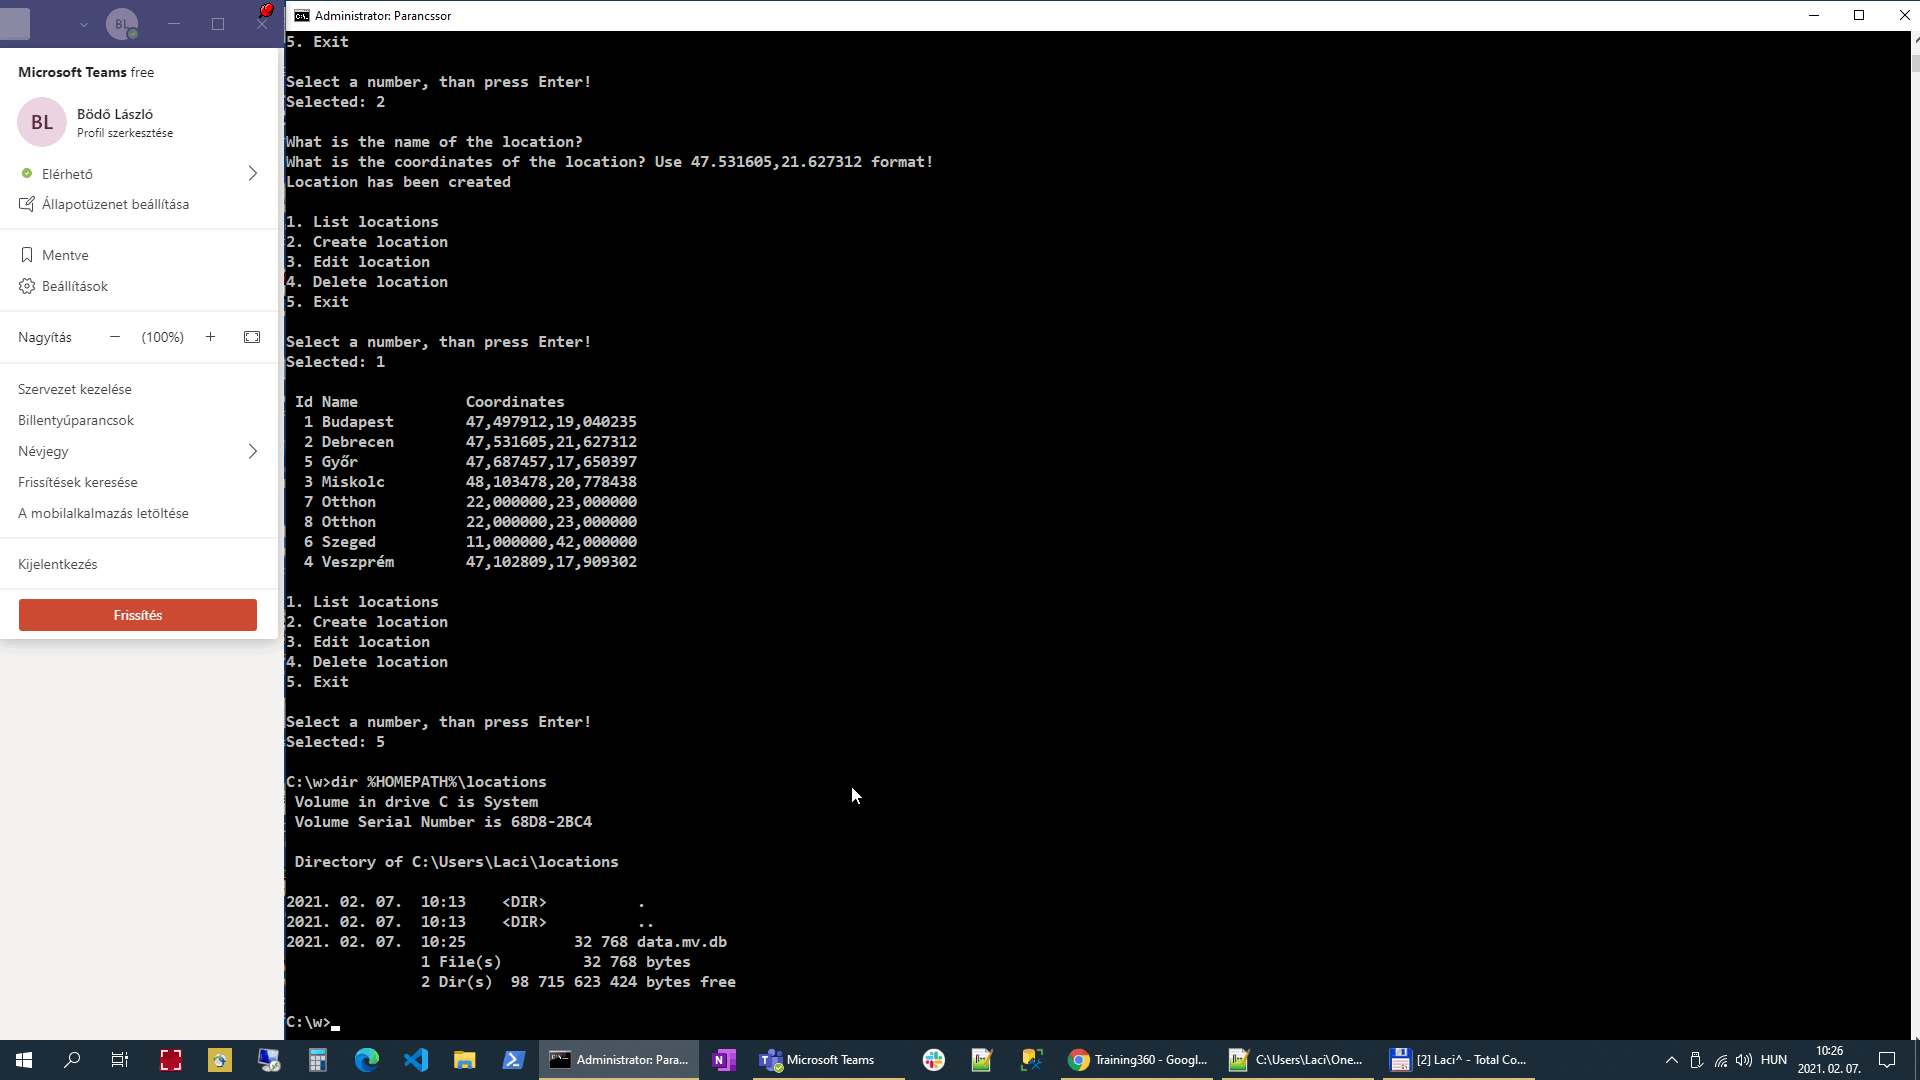 BL
Microsoft Teams free
BL
Bödő László
Profil szerkesztése
Elérhető
Állapotüzenet beállítása
Mentve
Beállítások
Nagyítás — (100%) +
Szervezet kezelése
Billentyűparancsok
Névjegy
Frissítések keresése
A mobilalkalmazás letöltése
Kijelentkezés
Frissítés
Administrator: Parancssor
5. Exit
Select a number, than press Enter!
Selected: 2
What is the name of the location?
What is the coordinates of the location? Use 47.531605,21.627312 format!
Location has been created
1. List locations
2. Create location
3. Edit location
4. Delete location
5. Exit
Select a number, than press Enter!
Selected: 1
Id Name Coordinates
1 Budapest 47,497912,19,040235
2 Debrecen 47,531605,21,627312
5 Győr 47,687457,17,650397
3 Miskolc 48,103478,20,778438
7 Otthon 22,000000,23,000000
8 Otthon 22,000000,23,000000
6 Szeged 11,000000,42,000000
4 Veszprém 47,102809,17,909302
1. List locations
2. Create location
3. Edit location
4. Delete location
5. Exit
Select a number, than press Enter!
Selected: 5
C:\w>dir %HOMEPATH%\locations
Volume in drive C is System
Volume Serial Number is 68D8-2BC4
Directory of C:\Users\Laci\locations
2021. 02. 07. 10:13 <DIR> .
2021. 02. 07. 10:13 <DIR> ..
2021. 02. 07. 10:25 32 768 data.mv.db
1 File(s) 32 768 bytes
2 Dir(s) 98 715 623 424 bytes free
C:\w>
Administrator: Para...
Microsoft Teams
Training360 - Googl...
C:\Users\Laci\One...
[2] Laci^ - Total Co...
HUN
10:26
2021. 02. 07.